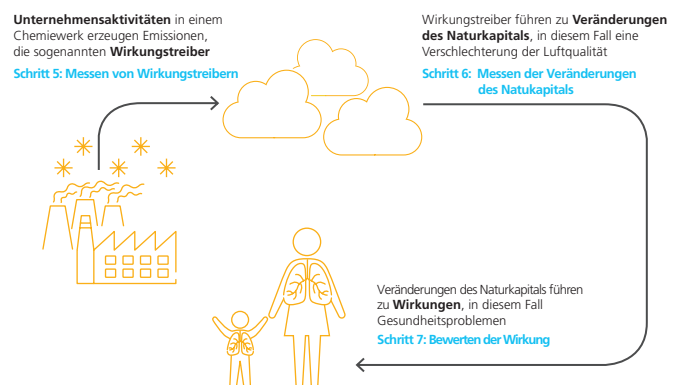 Unternehmensaktivitäten in einem
Chemiewerk erzeugen Emissionen,
die sogenannten Wirkungstreiber
Schritt 5: Messen von Wirkungstreibern
Wirkungstreiber führen zu Veränderungen
des Naturkapitals, in diesem Fall eine
Verschlechterung der Luftqualität
Schritt 6: Messen der Veränderungen
des Natukapitals
Veränderungen des Naturkapitals führen
zu Wirkungen, in diesem Fall
Gesundheitsproblemen
Schritt 7: Bewerten der Wirkung